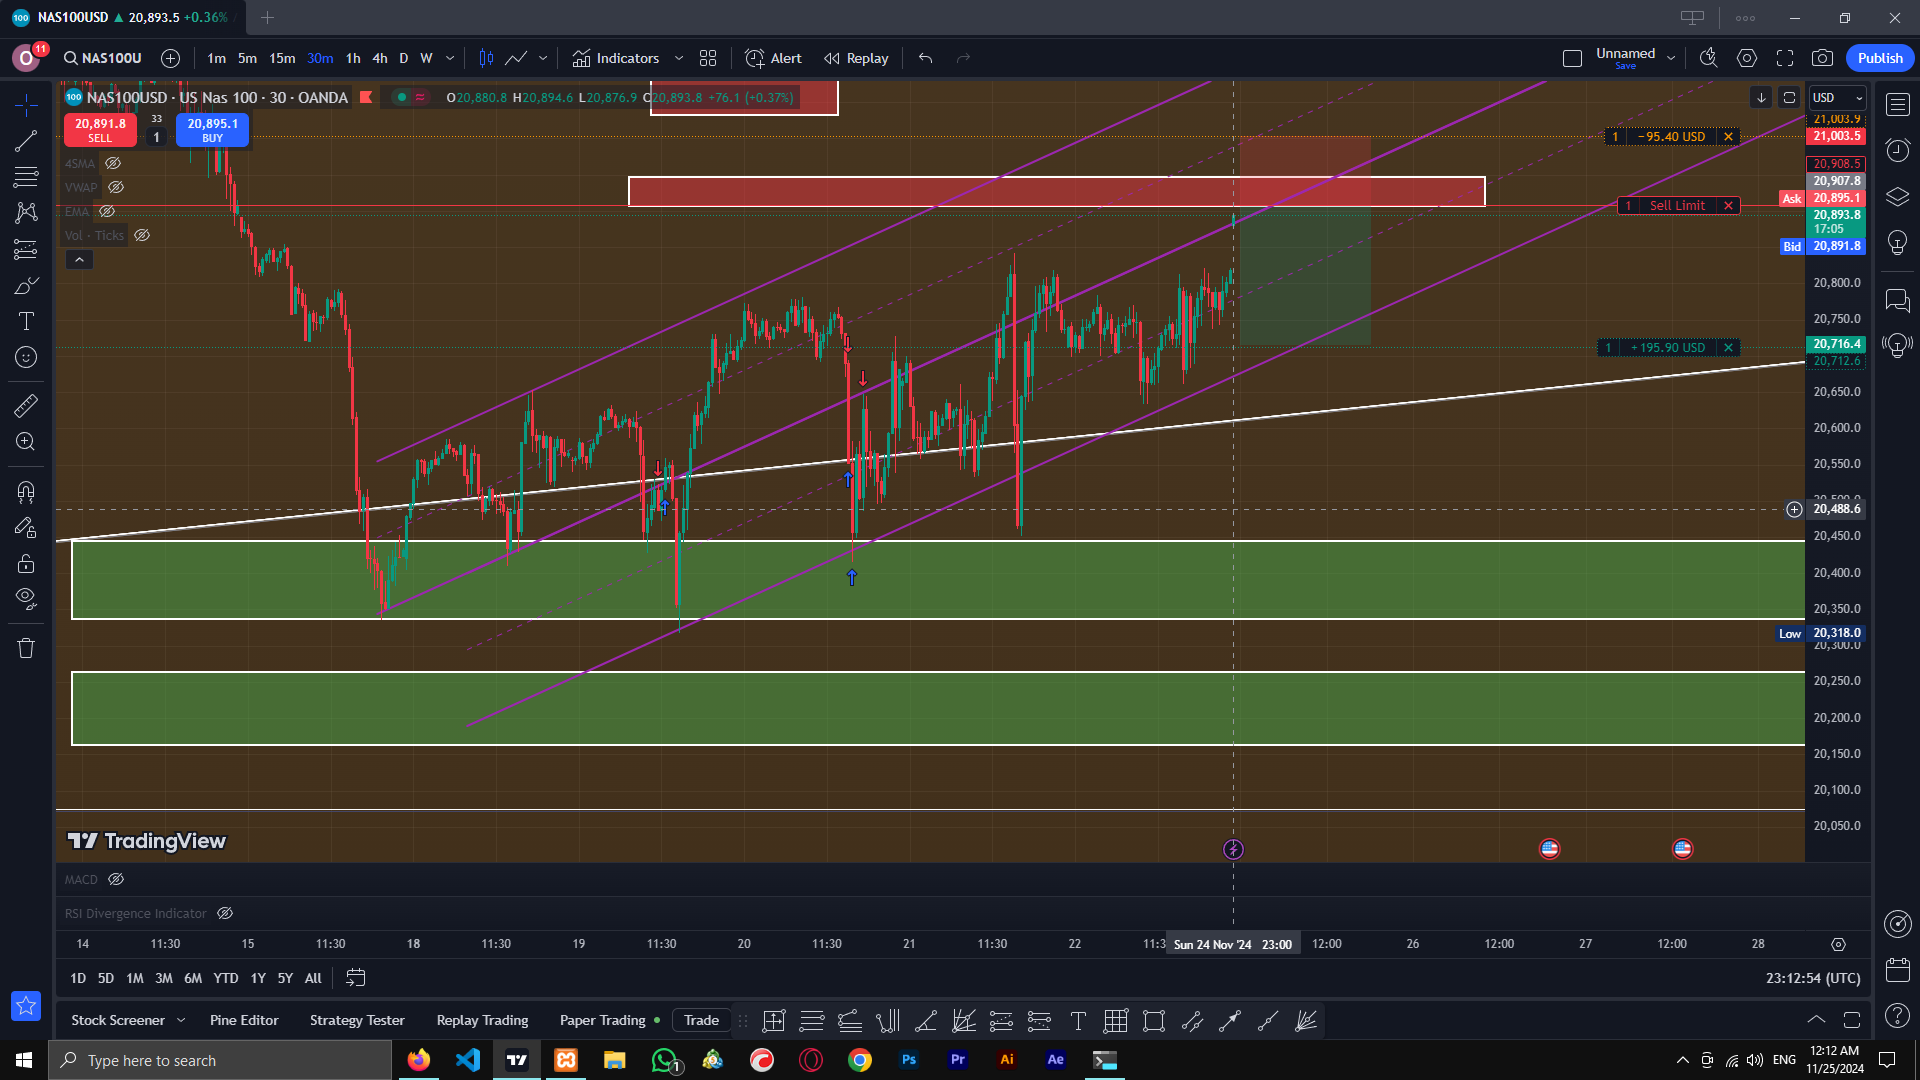 NAS100USD ▲ 20,893.5 +0.36%
O 11 NAS100U 1m 5m 15m 30m 1h 4h D W Indicators Alert Replay Unnamed Save Publish
100 NAS100USD · US Nas 100 · 30 · OANDA O20,880.8 H20,894.6 L20,876.9 C20,893.8 +76.1 (+0.37%)
USD
20,891.8 SELL 33 1 20,895.1 BUY
4SMA
VWAP
EMA
Vol · Ticks
21,003.9
1 −95.40 USD 21,003.5
20,908.5
20,907.8
Ask 20,895.1
1 Sell Limit
20,893.8
17:05
Bid 20,891.8
20,800.0
20,750.0
1 +195.90 USD 20,716.4
20,712.6
20,650.0
20,600.0
20,550.0
20,500.0
20,488.6
20,450.0
20,400.0
20,350.0
Low 20,318.0
20,300.0
20,250.0
20,200.0
20,150.0
20,100.0
20,050.0
TradingView
MACD
RSI Divergence Indicator
14 11:30 15 11:30 18 11:30 19 11:30 20 11:30 21 11:30 22 11:3 Sun 24 Nov '24 23:00 12:00 26 12:00 27 12:00 28
1D 5D 1M 3M 6M YTD 1Y 5Y All 23:12:54 (UTC)
Stock Screener Pine Editor Strategy Tester Replay Trading Paper Trading Trade
Type here to search 1 Ps Pr Ai Ae ENG 12:12 AM
11/25/2024